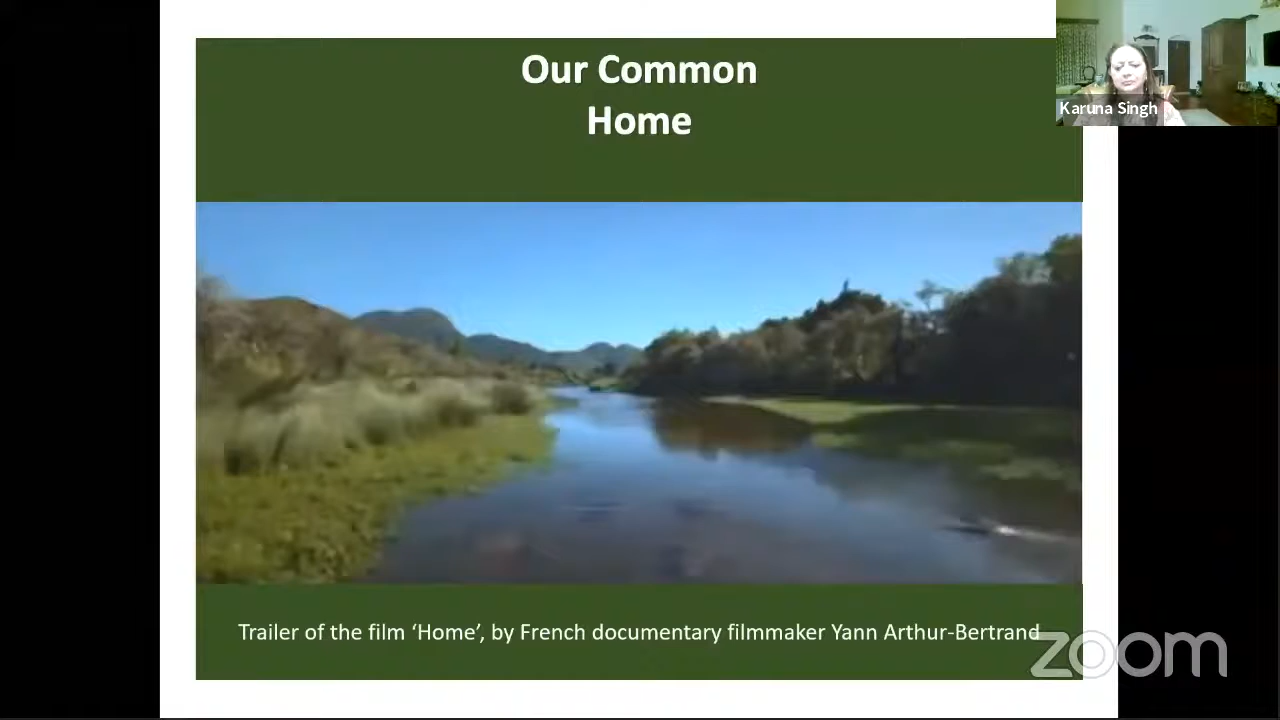 Our Common
Home
Karuna Singh
Trailer of the film ‘Home’, by French documentary filmmaker Yann Arthur-Bertrand
zoom